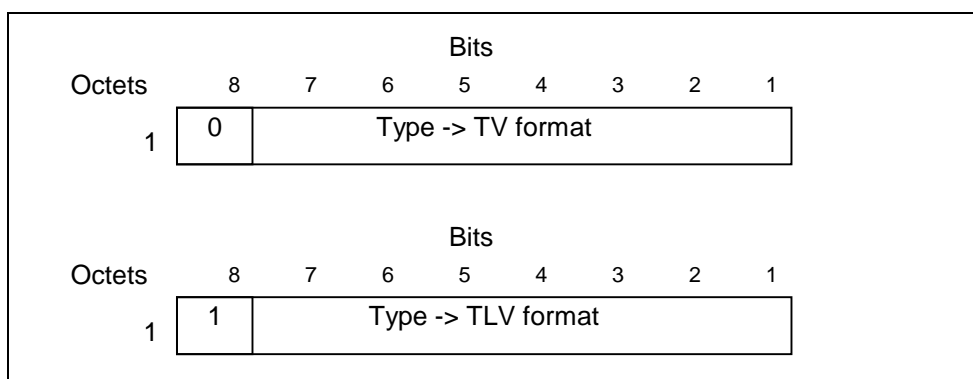 Bits
Octets 8 7 6 5 4 3 2 1
1 0 Type -> TV format
Bits
Octets 8 7 6 5 4 3 2 1
1 1 Type -> TLV format